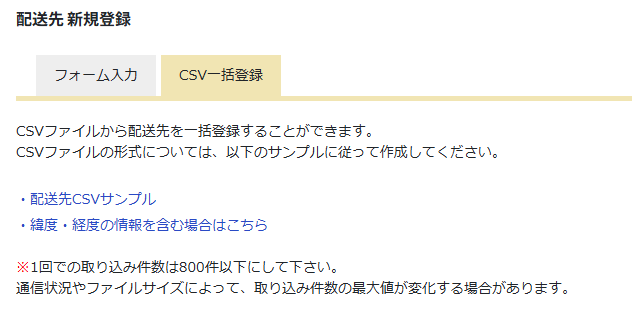 配送先 新規登録
フォーム入力
CSV一括登録
CSVファイルから配送先を一括登録することができます。
CSVファイルの形式については、以下のサンプルに従って作成してください。
・配送先CSVサンプル
・緯度・経度の情報を含む場合はこちら
※1回での取り込み件数は800件以下にして下さい。
通信状況やファイルサイズによって、取り込み件数の最大値が変化する場合があります。